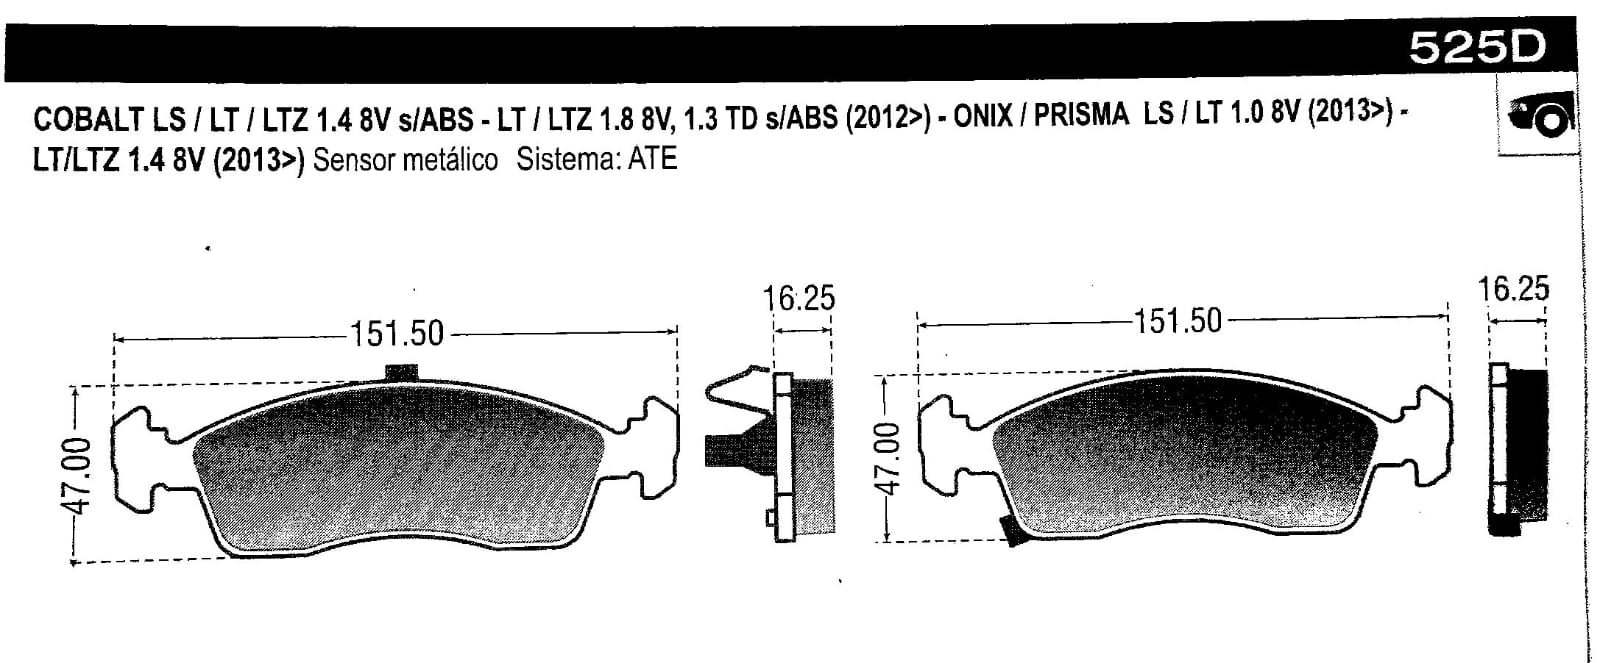 525D
COBALT LS / LT / LTZ 1.4 8V s/ABS - LT / LTZ 1.8 8V, 1.3 TD s/ABS (2012>) - ONIX / PRISMA LS / LT 1.0 8V (2013>) -
LT/LTZ 1.4 8V (2013>) Sensor metálico Sistema: ATE
151.50
47.00
16.25
151.50
47.00
16.25